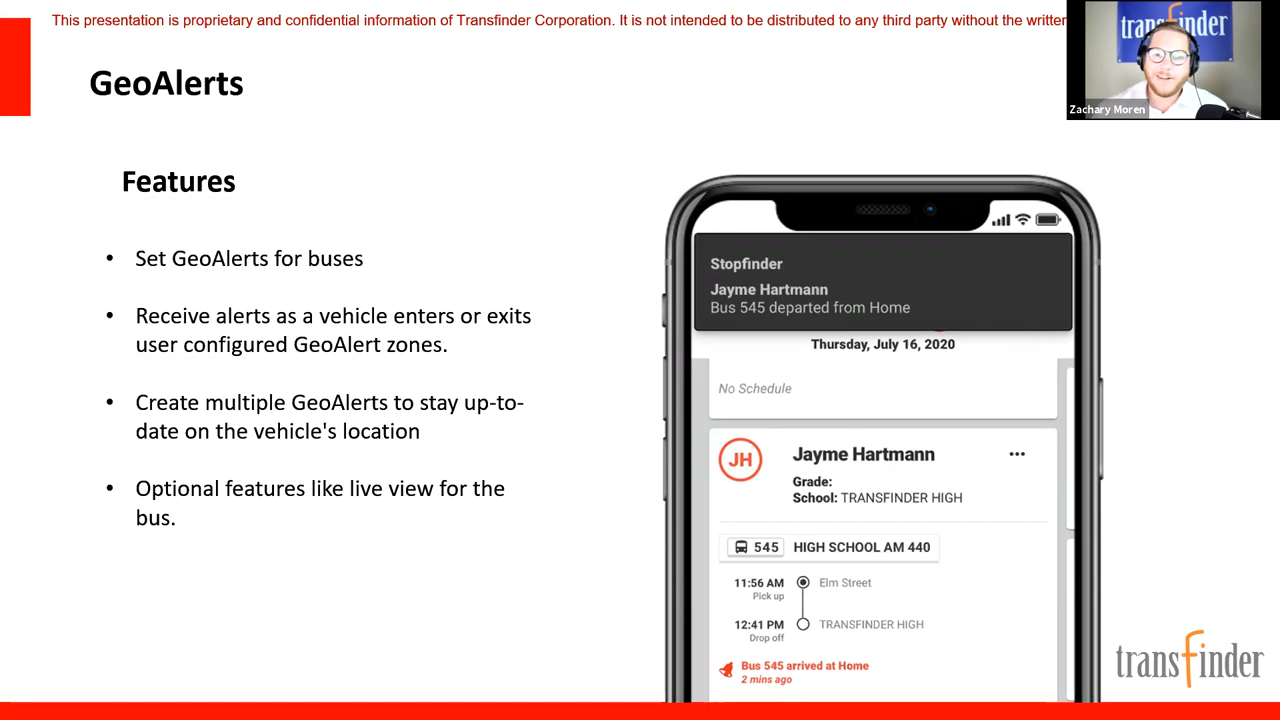 This presentation is proprietary and confidential information of Transfinder Corporation. It is not intended to be distributed to any third party without the written
transfinder
Zachary Moren
GeoAlerts
Features
• Set GeoAlerts for buses
• Receive alerts as a vehicle enters or exits
user configured GeoAlert zones.
• Create multiple GeoAlerts to stay up-to-
date on the vehicle's location
• Optional features like live view for the
bus.
Stopfinder
Jayme Hartmann
Bus 545 departed from Home
Thursday, July 16, 2020
No Schedule
JH
Jayme Hartmann
•••
Grade:
School: TRANSFINDER HIGH
545 HIGH SCHOOL AM 440
11:56 AM Elm Street
Pick up
12:41 PM TRANSFINDER HIGH
Drop off
Bus 545 arrived at Home
2 mins ago
transfinder